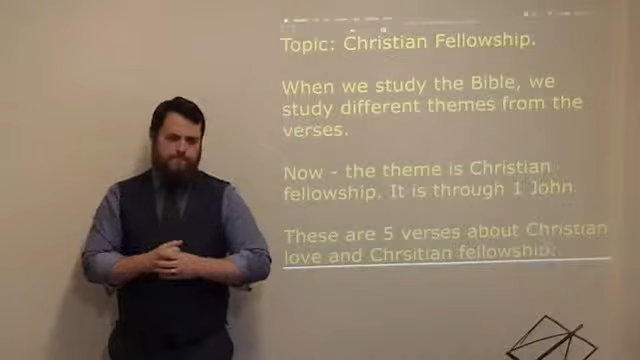 Topic: Christian Fellowship.
When we study the Bible, we
study different themes from the
verses.
Now - the theme is Christian
fellowship. It is through 1 John
These are 5 verses about Christian
love and Chrsitian fellowship.